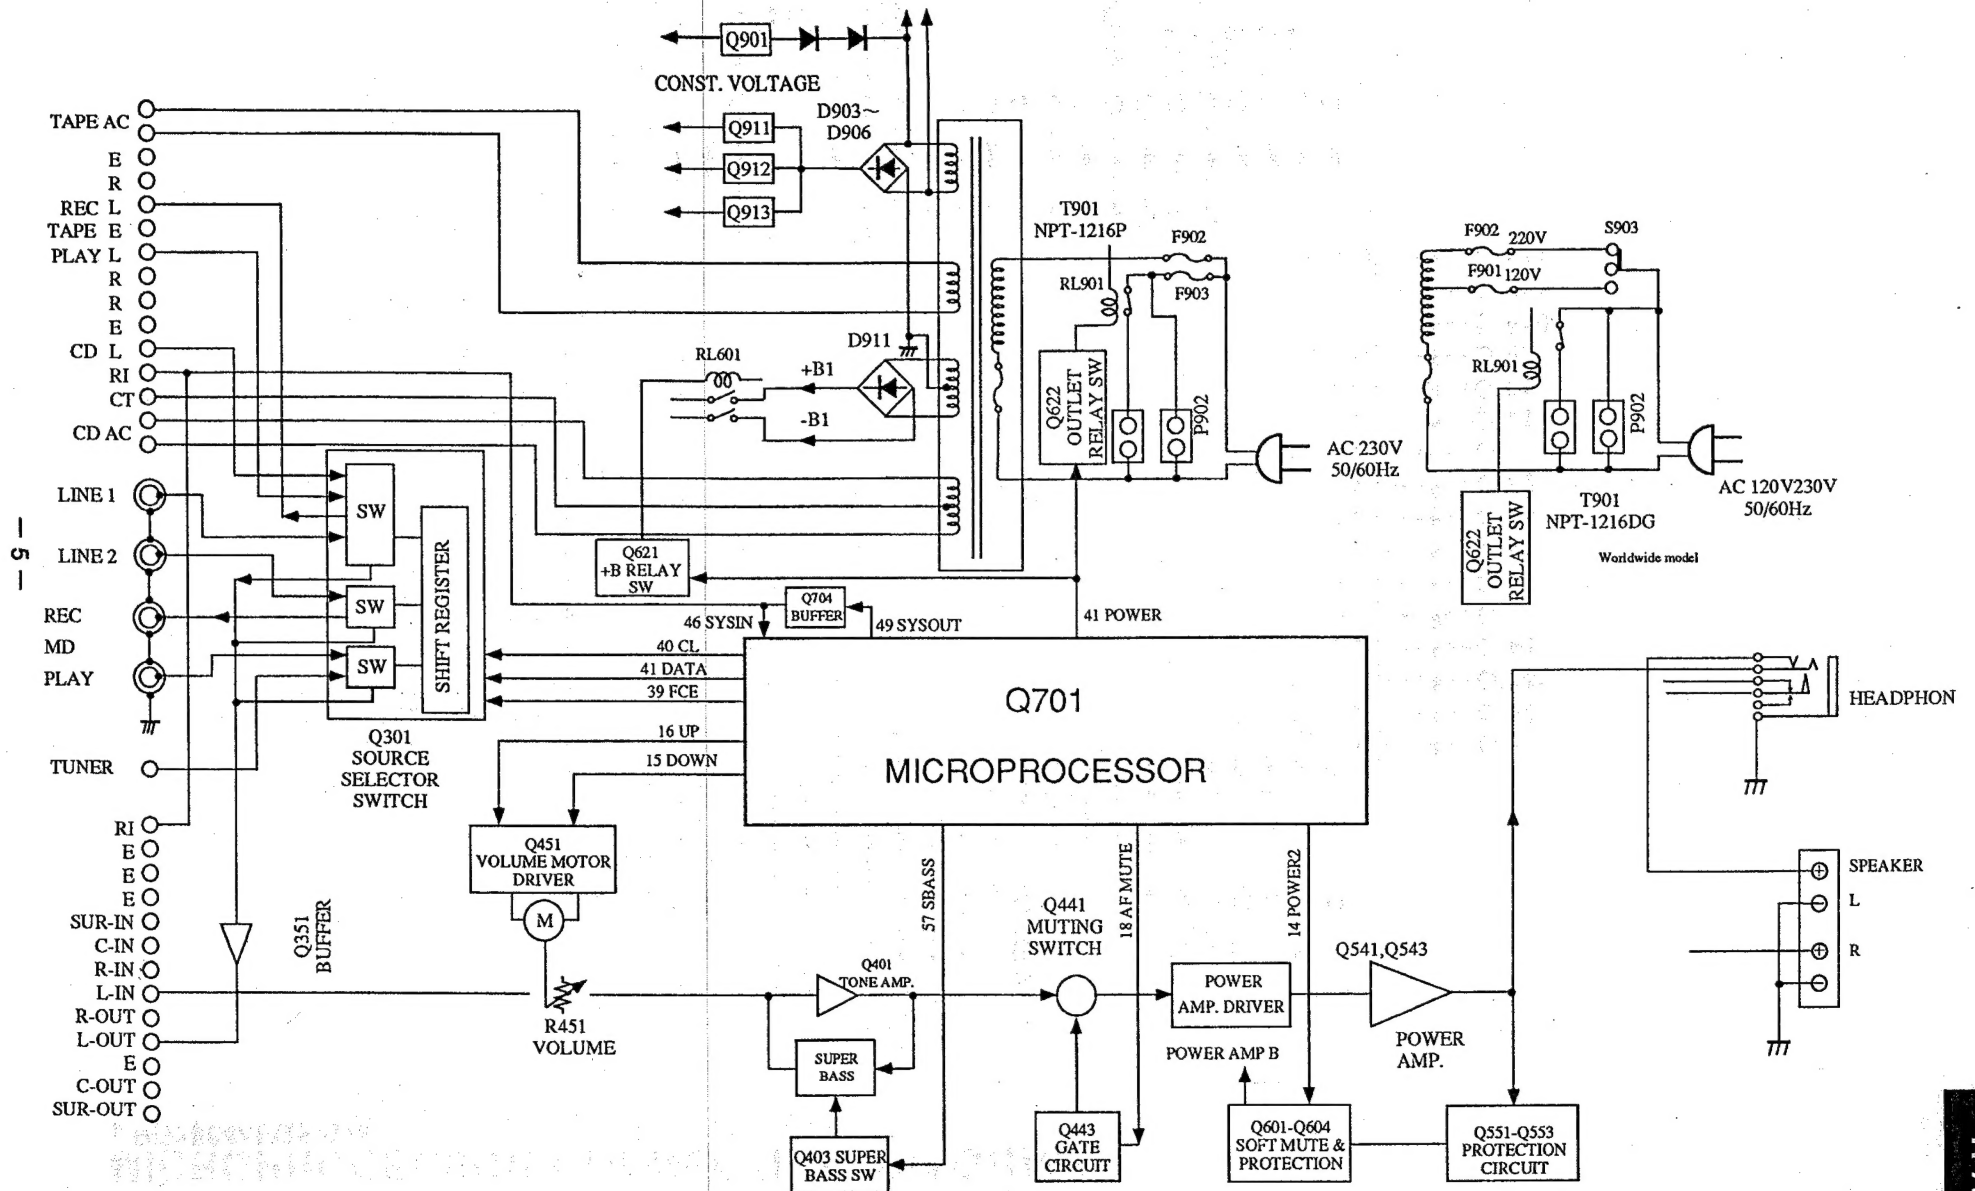 Q901
CONST. VOLTAGE
Q911
Q912
Q913
D903~
D906
TAPE AC
E
R
REC L
TAPE E
PLAY L
R
R
E
CD L
RI
CT
CD AC
LINE 1
LINE 2
REC
MD
PLAY
TUNER
RI
E
E
E
SUR-IN
C-IN
R-IN
L-IN
R-OUT
L-OUT
E
C-OUT
SUR-OUT
– 5 –
SW
SW
SW
SHIFT REGISTER
Q301
SOURCE
SELECTOR
SWITCH
Q351
BUFFER
RL601
+B1
-B1
D911
Q621
+B RELAY
SW
Q704
BUFFER
46 SYSIN
49 SYSOUT
41 POWER
40 CL
41 DATA
39 FCE
16 UP
15 DOWN
Q701
MICROPROCESSOR
T901
NPT-1216P
RL901
F902
F903
Q622
OUTLET
RELAY SW
P902
AC 230V
50/60Hz
F902
220V
F901
120V
S903
RL901
P902
Q622
OUTLET
RELAY SW
T901
NPT-1216DG
Worldwide model
AC 120V230V
50/60Hz
Q451
VOLUME MOTOR
DRIVER
M
R451
VOLUME
Q401
TONE AMP.
SUPER
BASS
Q403 SUPER
BASS SW
57 SBASS
Q441
MUTING
SWITCH
18 AF MUTE
Q443
GATE
CIRCUIT
14 POWER2
POWER
AMP. DRIVER
POWER AMP B
Q601-Q604
SOFT MUTE &
PROTECTION
Q541,Q543
POWER
AMP.
Q551-Q553
PROTECTION
CIRCUIT
HEADPHON
SPEAKER
L
R